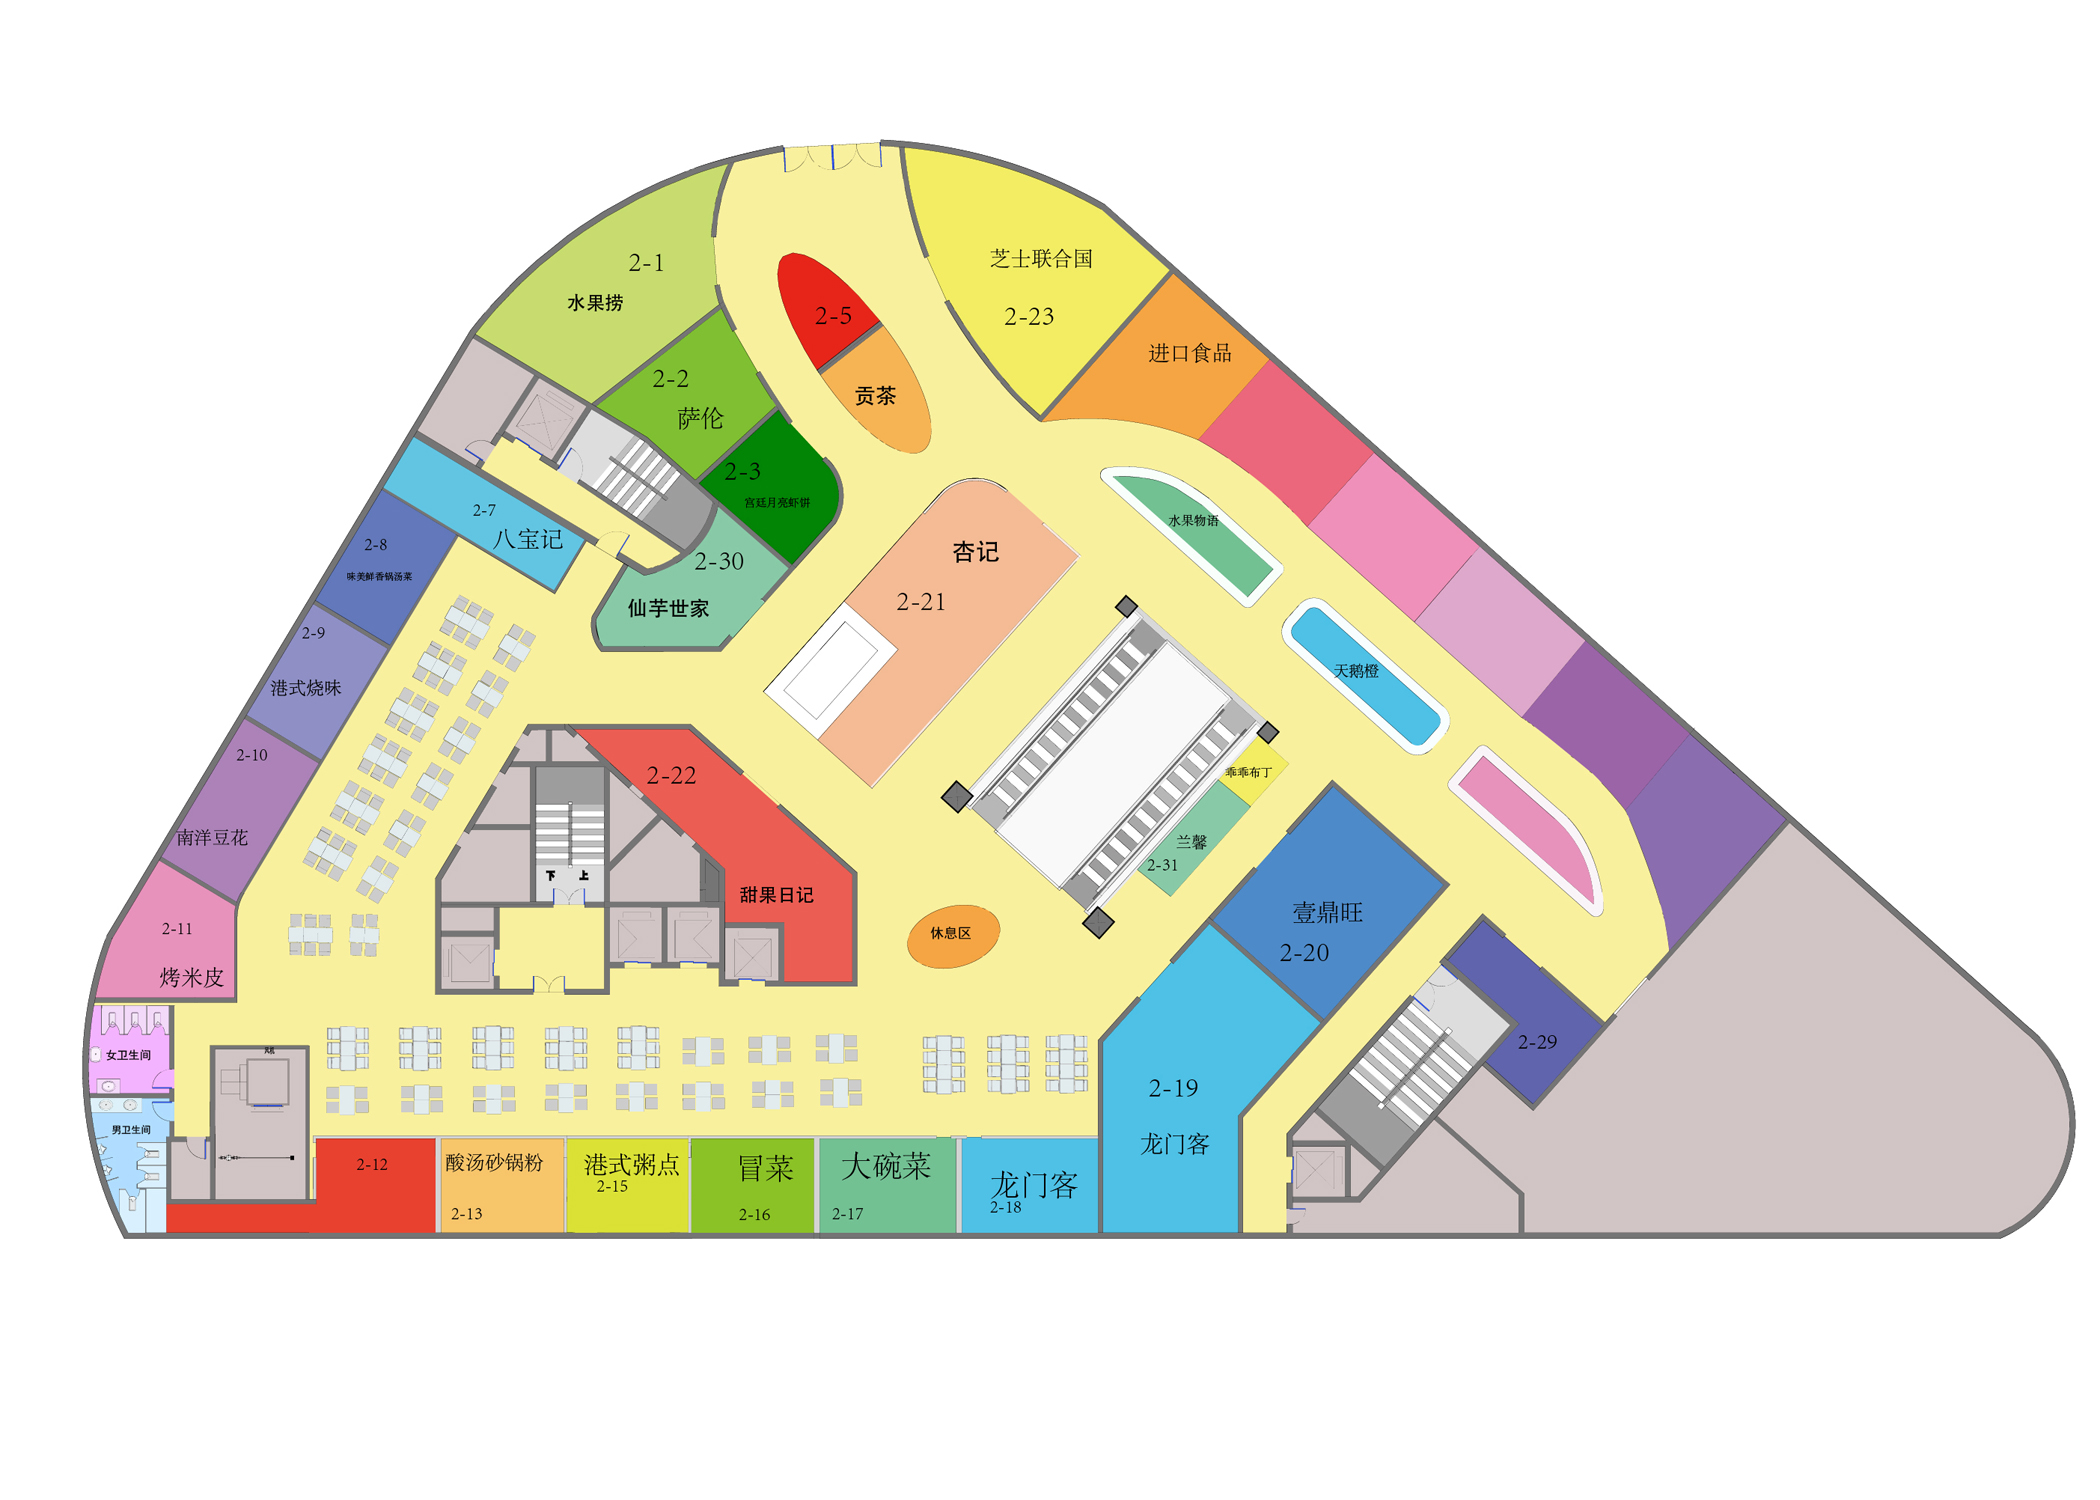 2-1
水果捞
芝士联合国
2-23
2-5
贡茶
进口食品
2-2
萨伦
2-3
宫廷月亮虾饼
2-7
八宝记
2-30
仙芋世家
2-8
味美鲜香锅汤菜
2-9
港式烧味
2-10
南洋豆花
2-11
烤米皮
杏记
2-21
水果物语
天鹅橙
乖乖布丁
兰馨
2-31
2-22
甜果日记
下
上
休息区
壹鼎旺
2-20
2-29
女卫生间
男卫生间
2-19
龙门客
2-12
酸汤砂锅粉
2-13
港式粥点
2-15
冒菜
2-16
大碗菜
2-17
龙门客
2-18